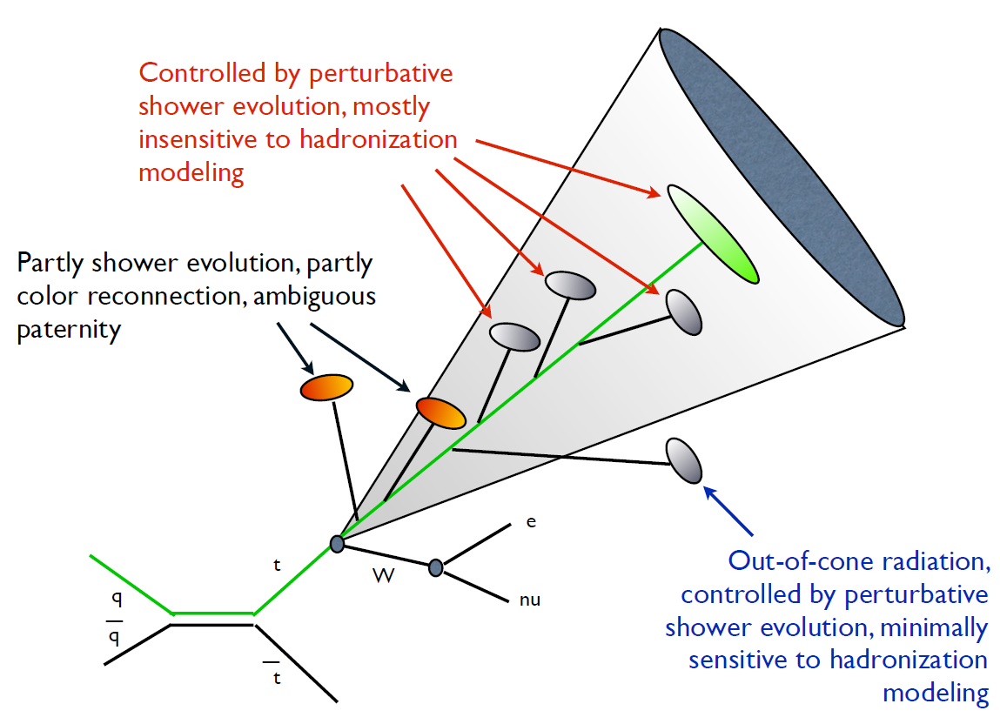 Controlled by perturbative
shower evolution, mostly
insensitive to hadronization
modeling
Partly shower evolution, partly
color reconnection, ambiguous
paternity
e
t
W
nu
q
q̅
t̅
Out-of-cone radiation,
controlled by perturbative
shower evolution, minimally
sensitive to hadronization
modeling